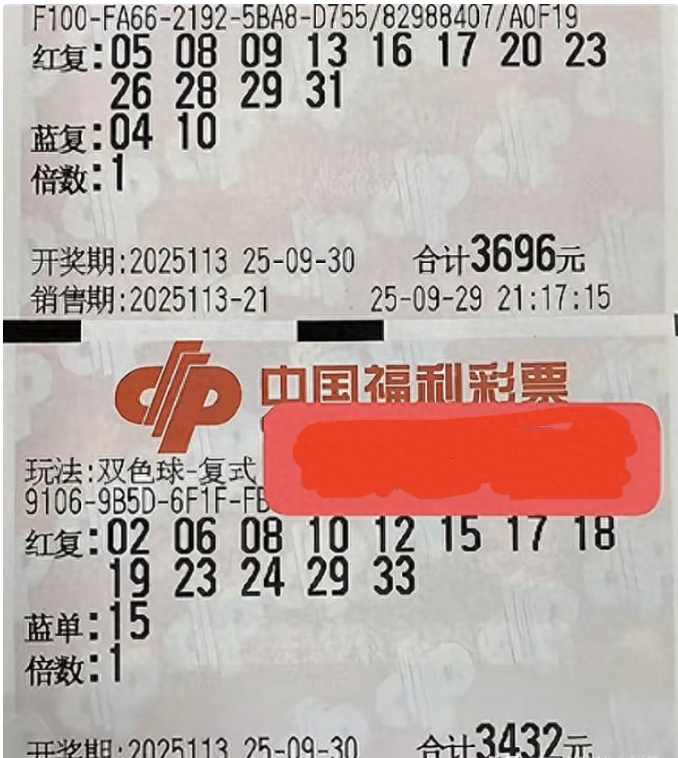 F100-FA66-2192-5BA8-D755/82988407/A0F19
红复:05 08 09 13 16 17 20 23
26 28 29 31
蓝复:04 10
倍数:1
开奖期:2025113 25-09-30 合计3696元
销售期:2025113-21 25-09-29 21:17:15
中国福利彩票
玩法:双色球-复式
9106-9B5D-6F1F-FB
红复:02 06 08 10 12 15 17 18
19 23 24 29 33
蓝单:15
倍数:1
开奖期:2025113 25-09-30 合计3432元